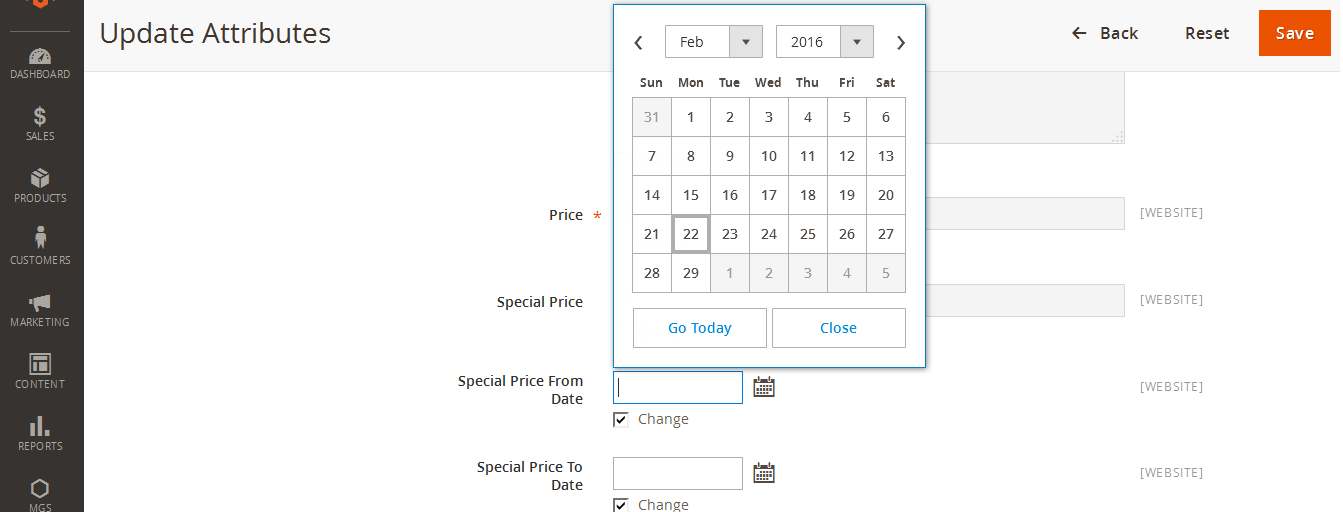 Update Attributes
Back
Reset
Save
DASHBOARD
SALES
PRODUCTS
CUSTOMERS
MARKETING
CONTENT
REPORTS
MGS
Feb 2016
Sun Mon Tue Wed Thu Fri Sat
31 1 2 3 4 5 6
7 8 9 10 11 12 13
14 15 16 17 18 19 20
21 22 23 24 25 26 27
28 29 1 2 3 4 5
Go Today Close
Price * [WEBSITE]
Special Price [WEBSITE]
Special Price From
Date
[WEBSITE]
Change
Special Price To
Date
[WEBSITE]
Change